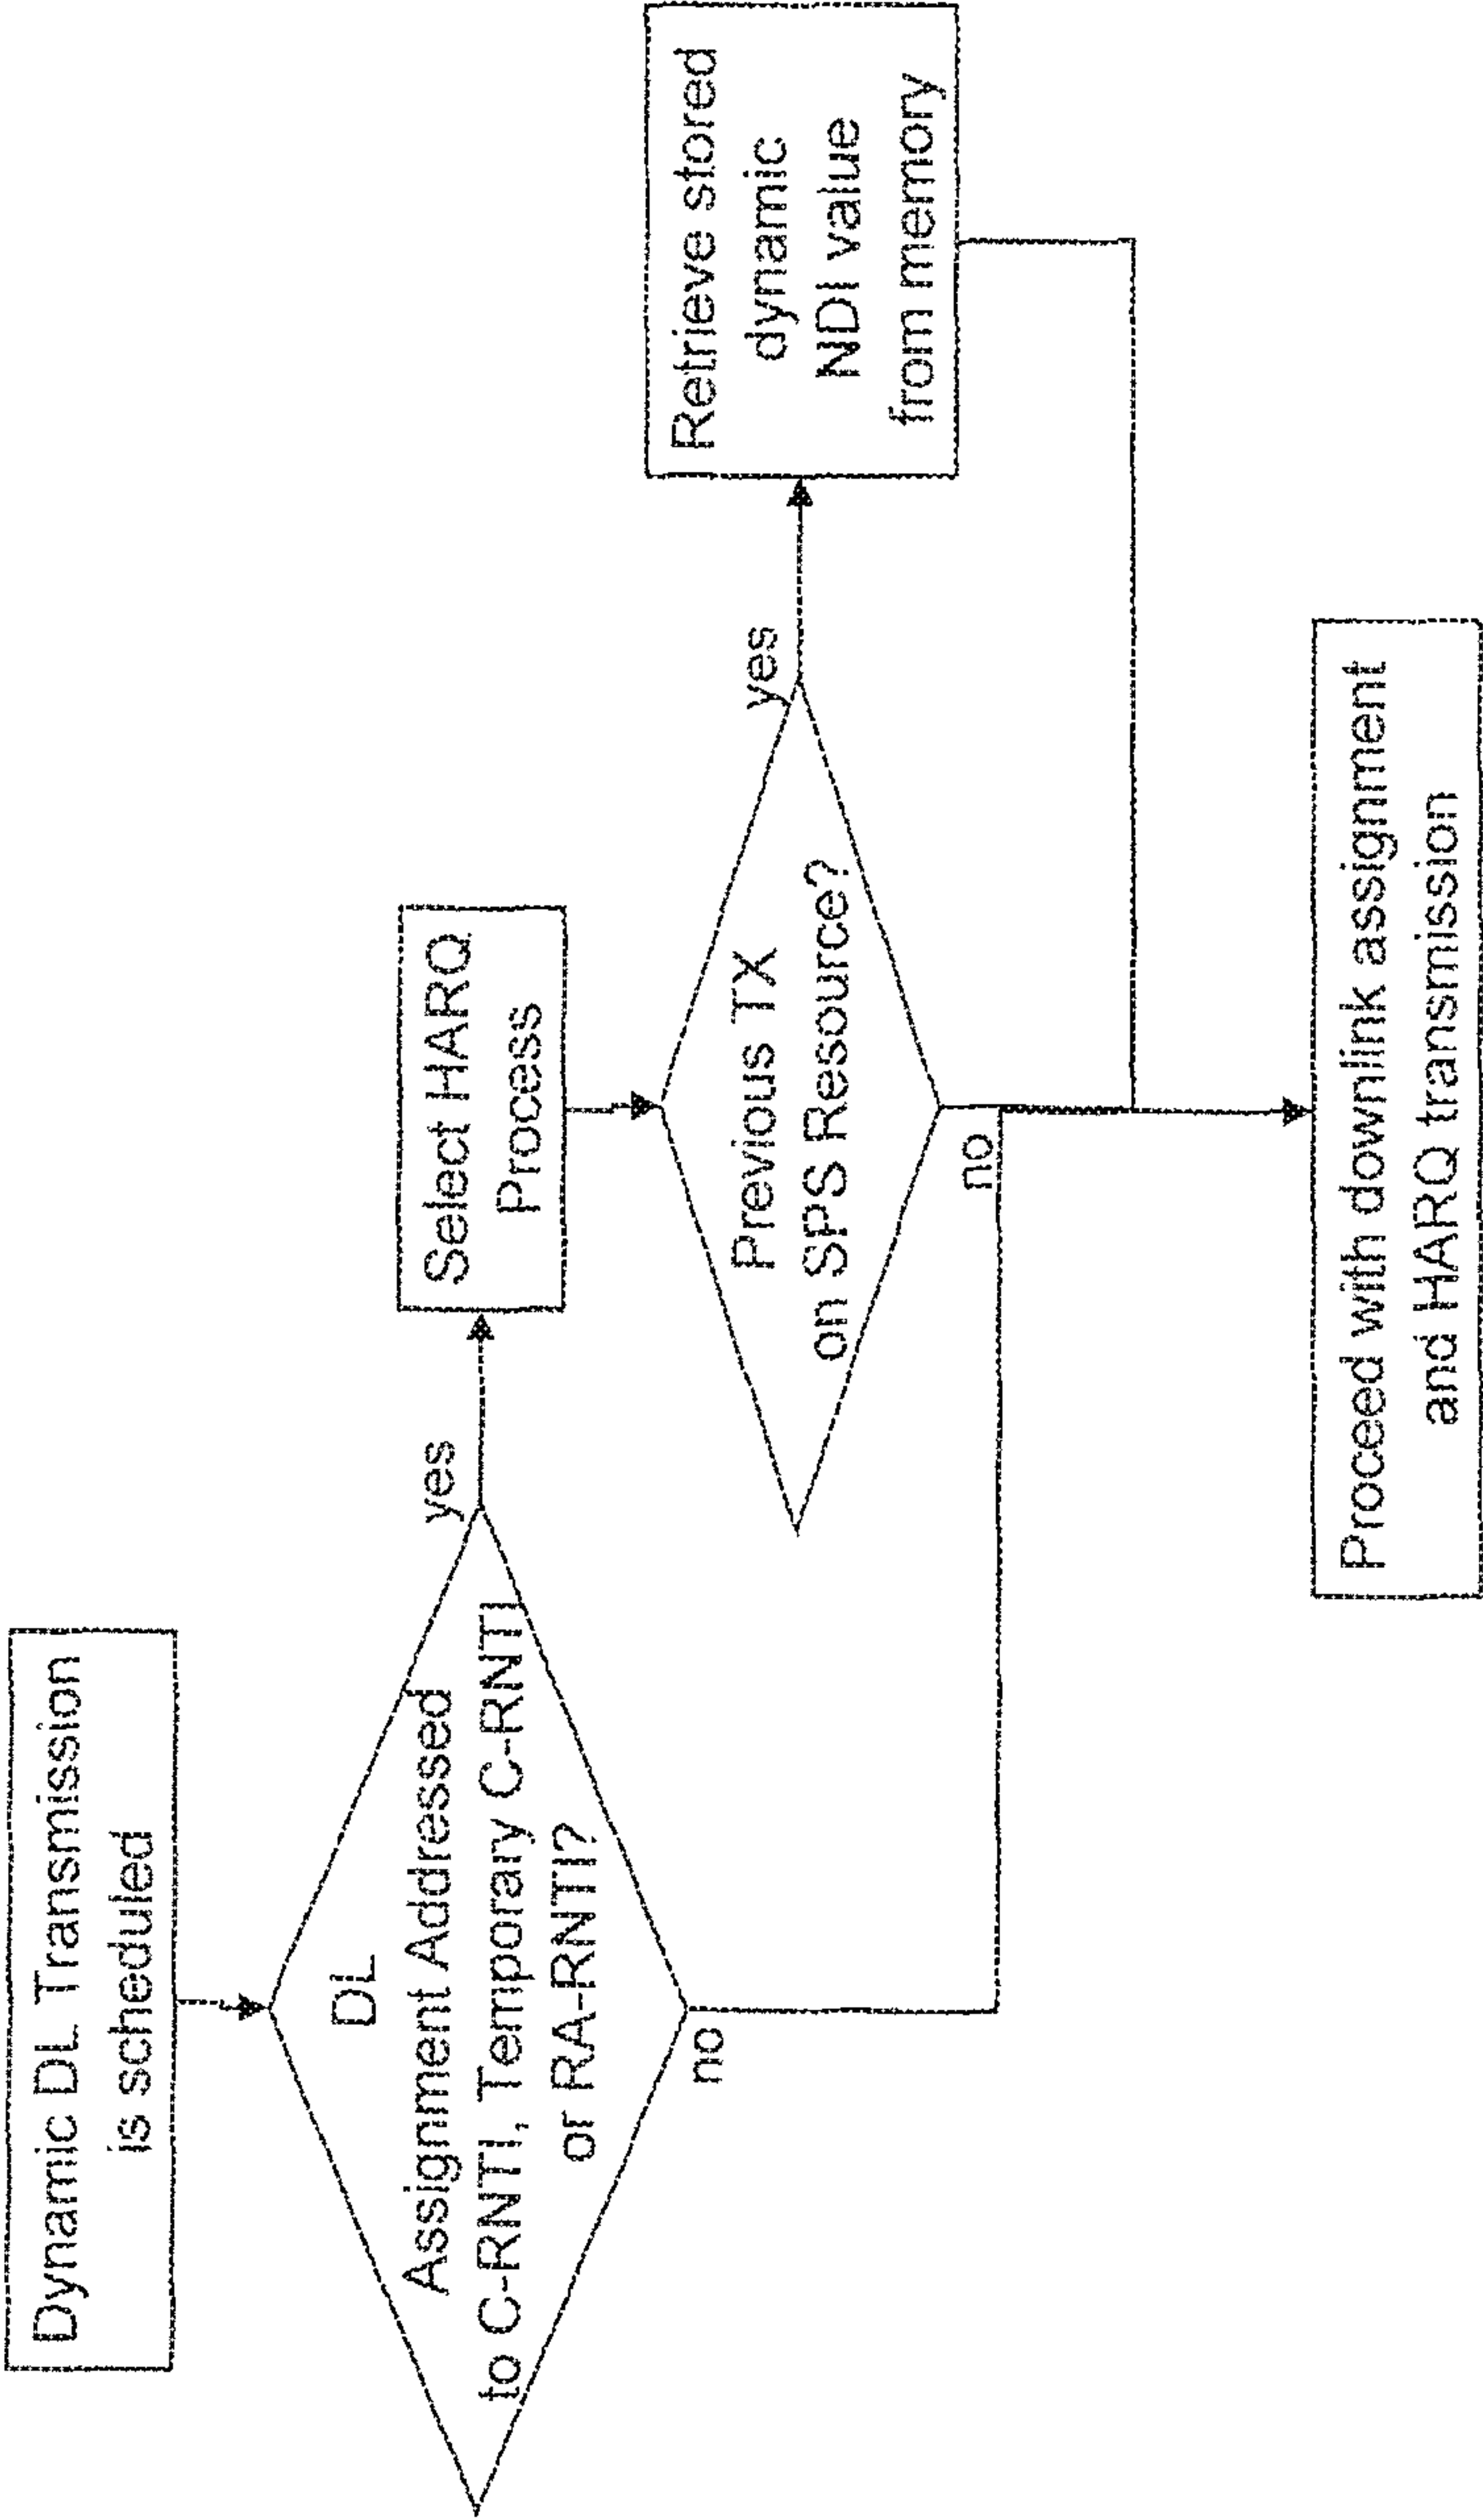 Dynamic DL Transmission
is scheduled
DL
Assignment Addressed
to C-RNTI, Temporary C-RNTI
or RA-RNTI?
yes
no
Select HARQ
Process
Previous TX
on SPS Resource?
yes
no
Retrieve stored
dynamic
NDI value
from memory
Proceed with downlink assignment
and HARQ transmission